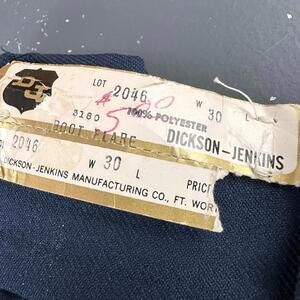 LOT 2046 W 30 L
$5.00
3180 100% POLYESTER
BOOT FLARE DICKSON-JENKINS
2046 W 30 L PRICE
DICKSON-JENKINS MANUFACTURING CO., FT. WOR